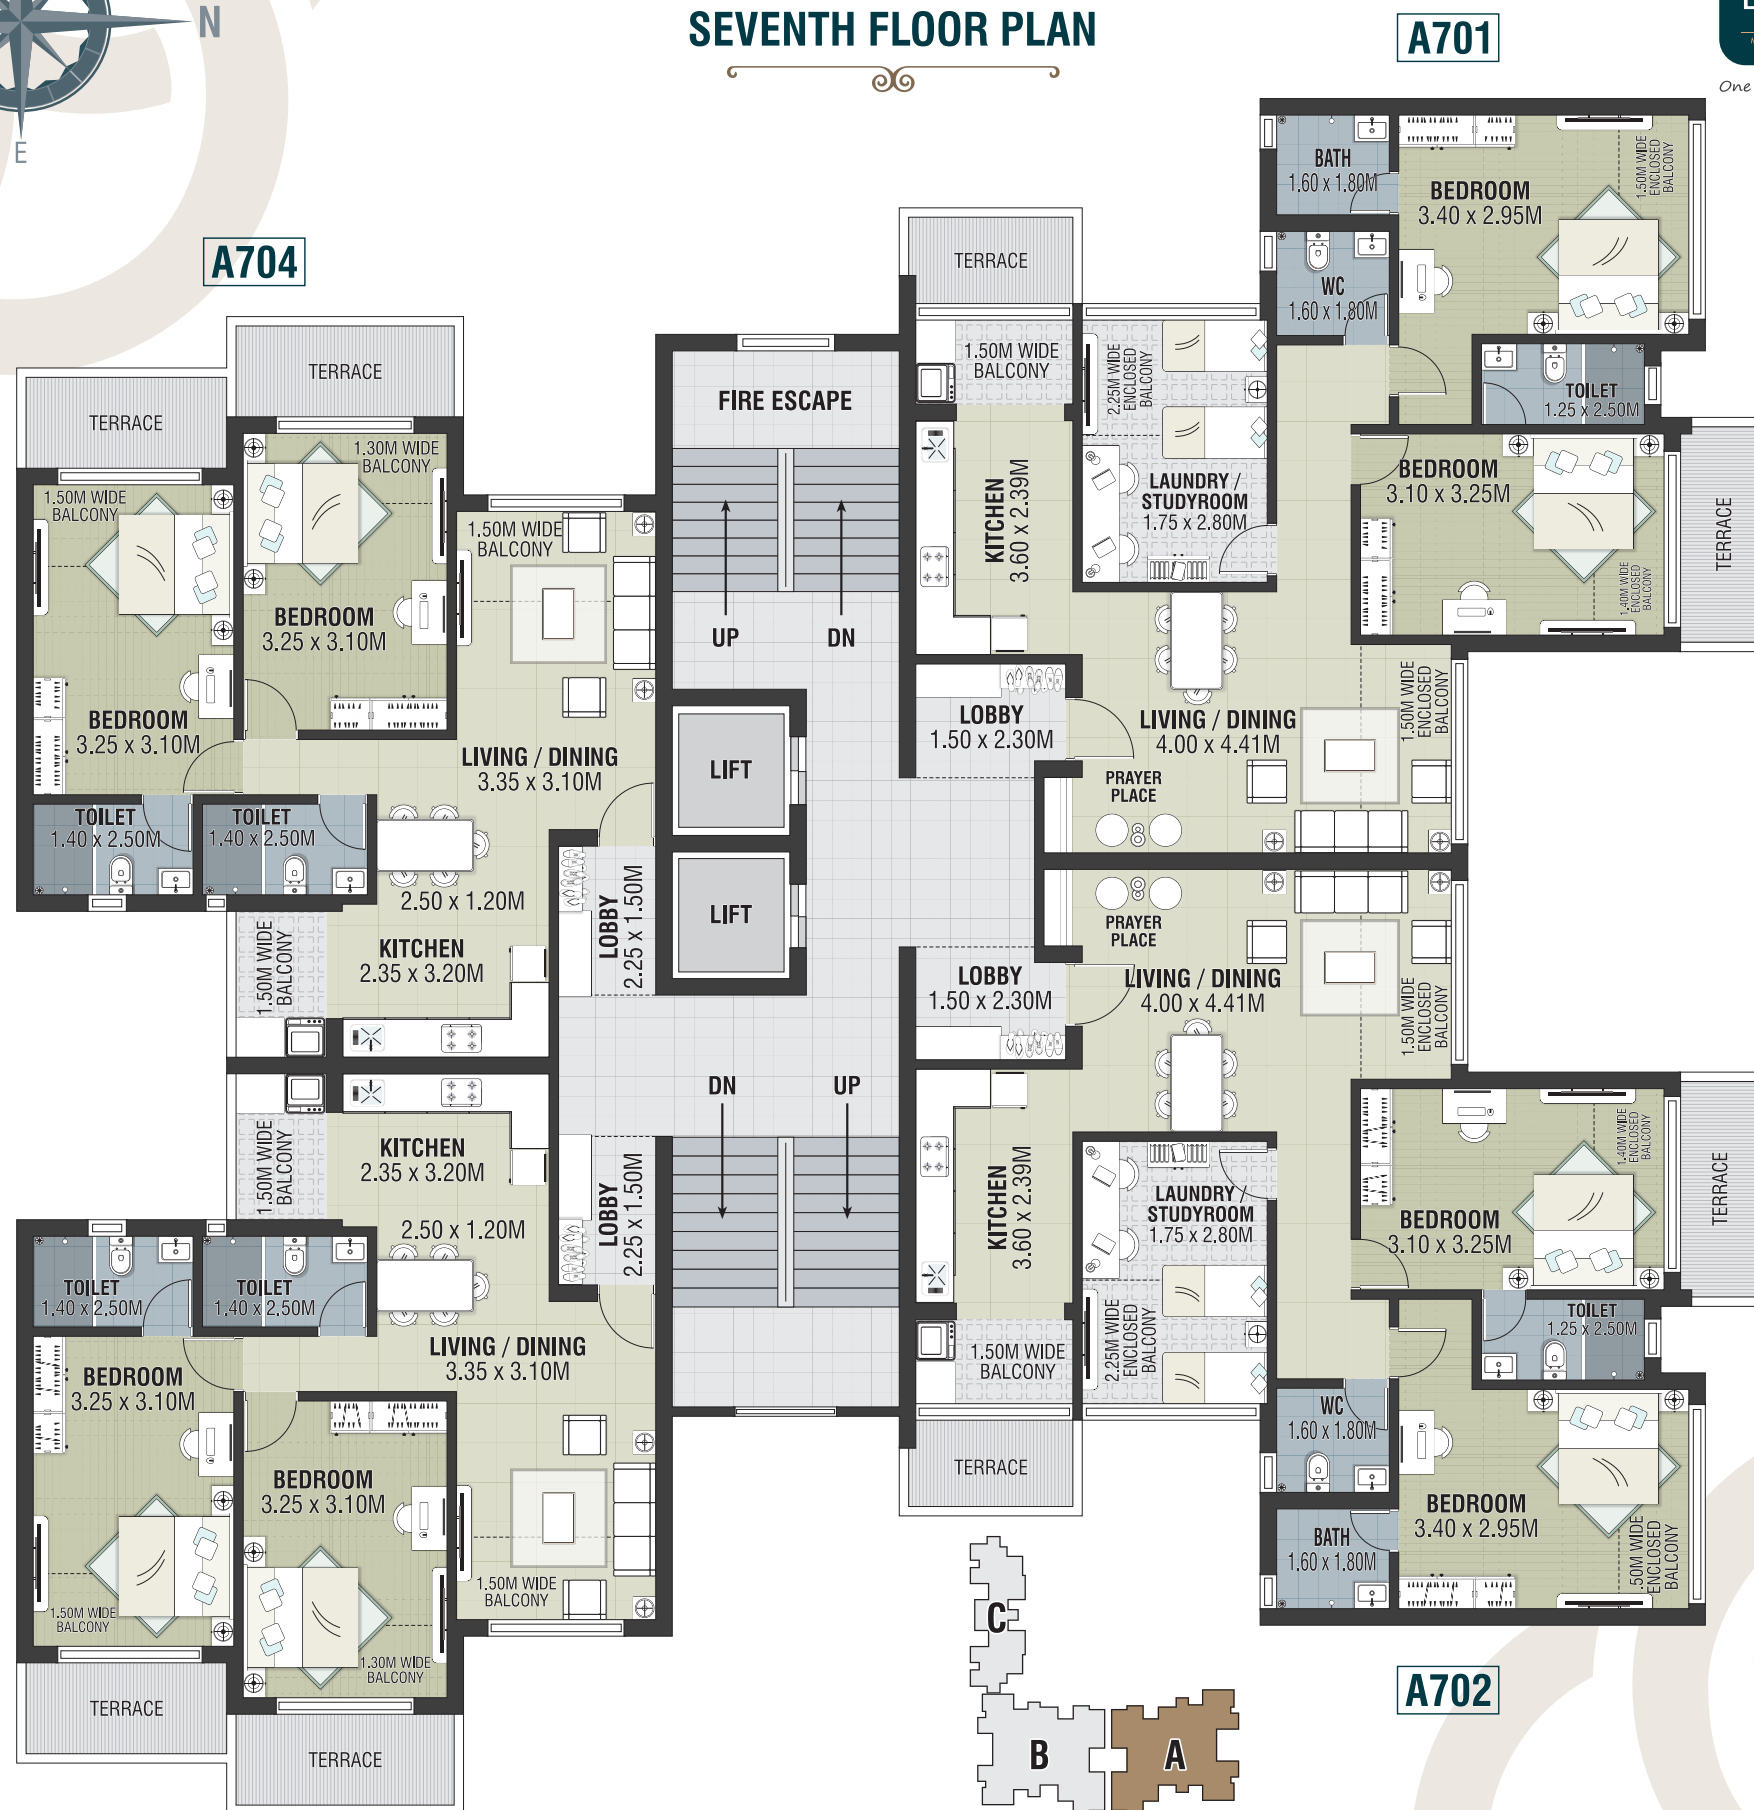 N
E
SEVENTH FLOOR PLAN
One
A701
BATH
1.60 x 1.80M
BEDROOM
3.40 x 2.95M
1.50M WIDE
ENCLOSED
BALCONY
WC
1.60 x 1.80M
TOILET
1.25 x 2.50M
BEDROOM
3.10 x 3.25M
1.40M WIDE
ENCLOSED
BALCONY
TERRACE
TERRACE
1.50M WIDE
BALCONY
2.25M WIDE
ENCLOSED
BALCONY
KITCHEN
3.60 x 2.39M
LAUNDRY /
STUDYROOM
1.75 x 2.80M
LOBBY
1.50 x 2.30M
LIVING / DINING
4.00 x 4.41M
1.50M WIDE
ENCLOSED
BALCONY
PRAYER
PLACE
A704
TERRACE
TERRACE
1.50M WIDE
BALCONY
1.30M WIDE
BALCONY
1.50M WIDE
BALCONY
BEDROOM
3.25 x 3.10M
BEDROOM
3.25 x 3.10M
LIVING / DINING
3.35 x 3.10M
TOILET
1.40 x 2.50M
TOILET
1.40 x 2.50M
2.50 x 1.20M
KITCHEN
2.35 x 3.20M
1.50M WIDE
BALCONY
LOBBY
2.25 x 1.50M
FIRE ESCAPE
UP
DN
LIFT
LIFT
DN
UP
KITCHEN
2.35 x 3.20M
1.50M WIDE
BALCONY
2.50 x 1.20M
LOBBY
2.25 x 1.50M
TOILET
1.40 x 2.50M
TOILET
1.40 x 2.50M
LIVING / DINING
3.35 x 3.10M
BEDROOM
3.25 x 3.10M
BEDROOM
3.25 x 3.10M
1.50M WIDE
BALCONY
1.30M WIDE
BALCONY
1.50M WIDE
BALCONY
TERRACE
TERRACE
PRAYER
PLACE
LOBBY
1.50 x 2.30M
LIVING / DINING
4.00 x 4.41M
1.50M WIDE
ENCLOSED
BALCONY
KITCHEN
3.60 x 2.39M
LAUNDRY /
STUDYROOM
1.75 x 2.80M
2.25M WIDE
ENCLOSED
BALCONY
1.50M WIDE
BALCONY
TERRACE
1.40M WIDE
ENCLOSED
BALCONY
BEDROOM
3.10 x 3.25M
TERRACE
TOILET
1.25 x 2.50M
WC
1.60 x 1.80M
BATH
1.60 x 1.80M
BEDROOM
3.40 x 2.95M
.50M WIDE
ENCLOSED
BALCONY
A702
C
B
A